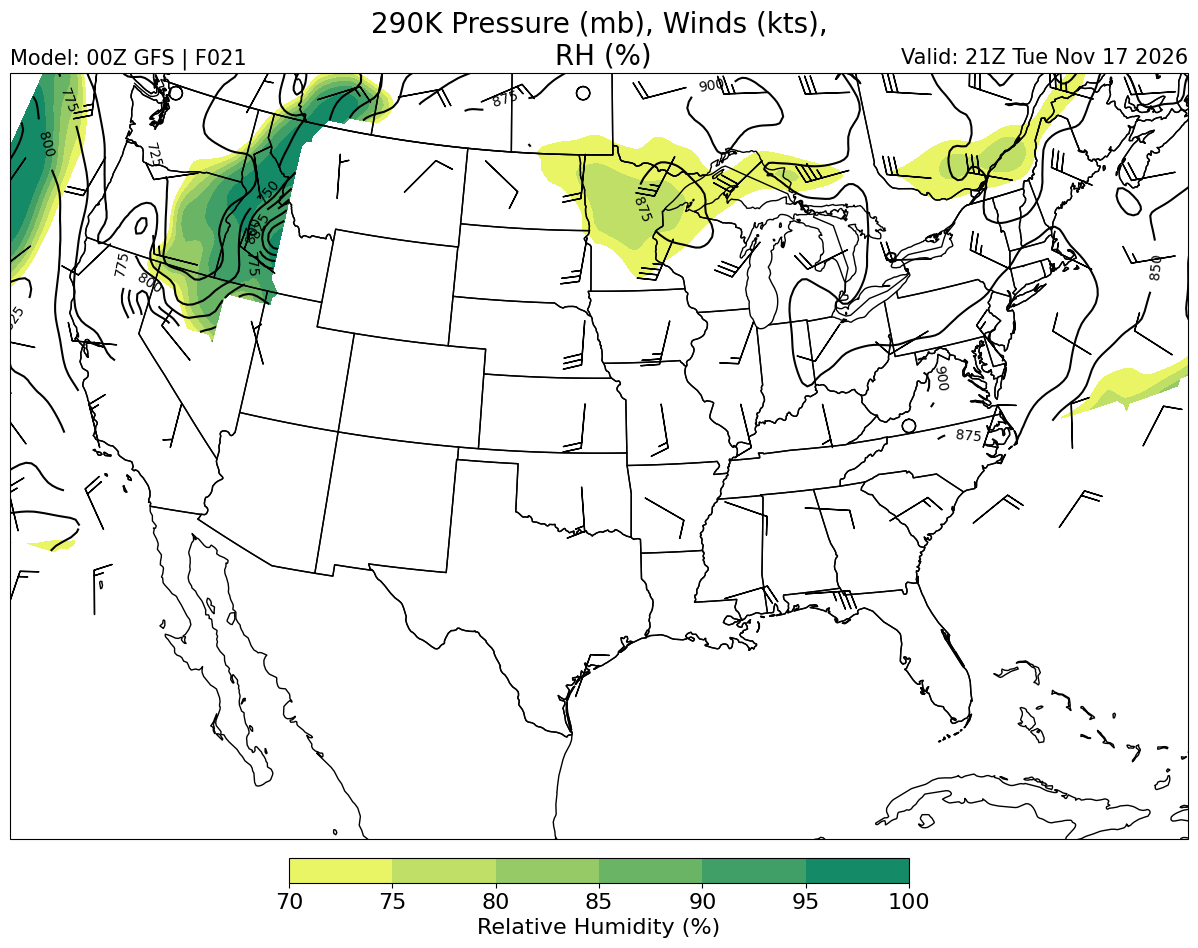 290K Pressure (mb), Winds (kts),
RH (%)
Model: 00Z GFS | F021
Valid: 21Z Tue Nov 17 2026
775
800
725
775
800
750
775
875
900
875
850
900
875
70 75 80 85 90 95 100
Relative Humidity (%)